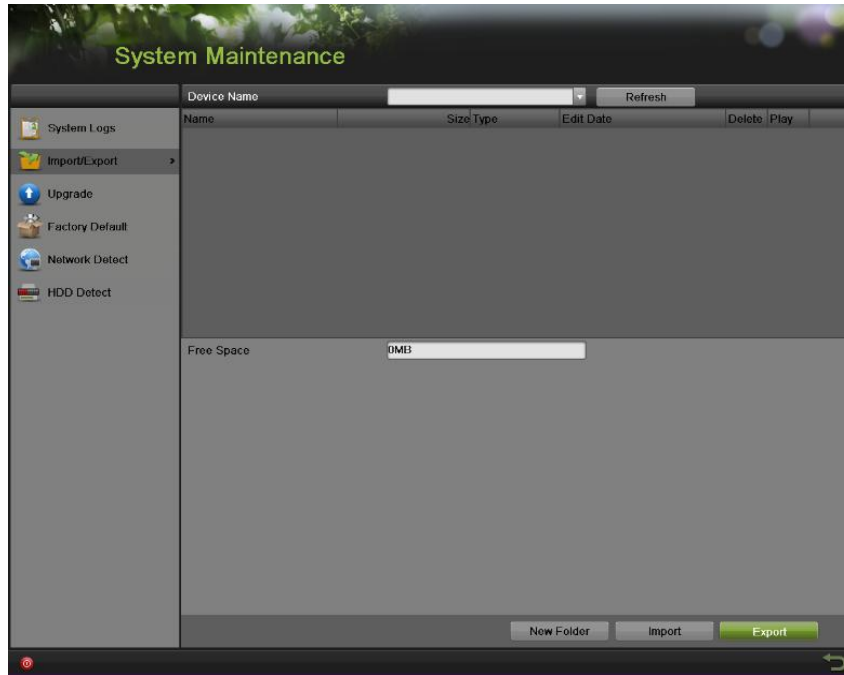 System Maintenance
Device Name
Refresh
Name Size Type Edit Date Delete Play
System Logs
Import/Export
Upgrade
Factory Default
Network Detect
HDD Detect
Free Space 0MB
New Folder Import Export